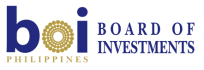 boi
PHILIPPINES
BOARD OF
INVESTMENTS